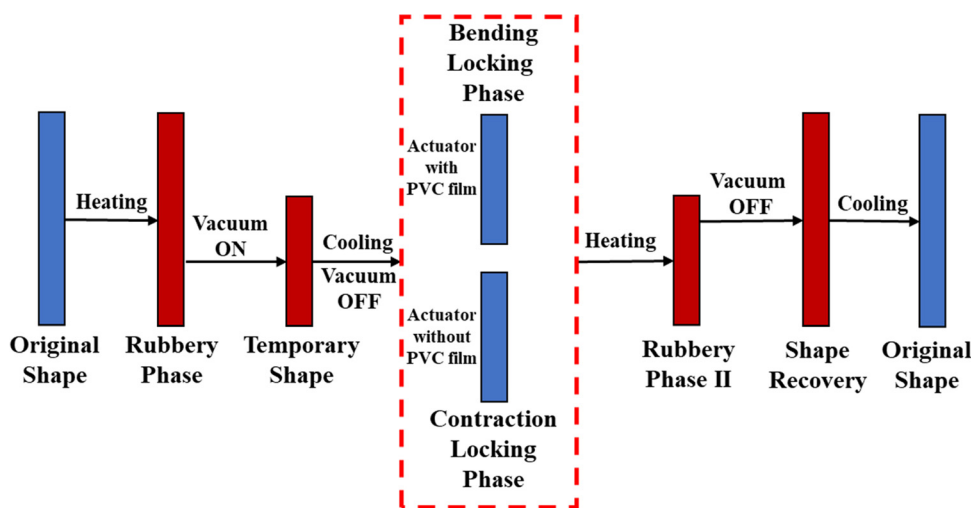 Original
Shape
Heating
Rubbery
Phase
Vacuum
ON
Temporary
Shape
Cooling
Vacuum
OFF
Bending
Locking
Phase
Actuator
with
PVC film
Actuator
without
PVC film
Contraction
Locking
Phase
Heating
Rubbery
Phase II
Vacuum
OFF
Shape
Recovery
Cooling
Original
Shape